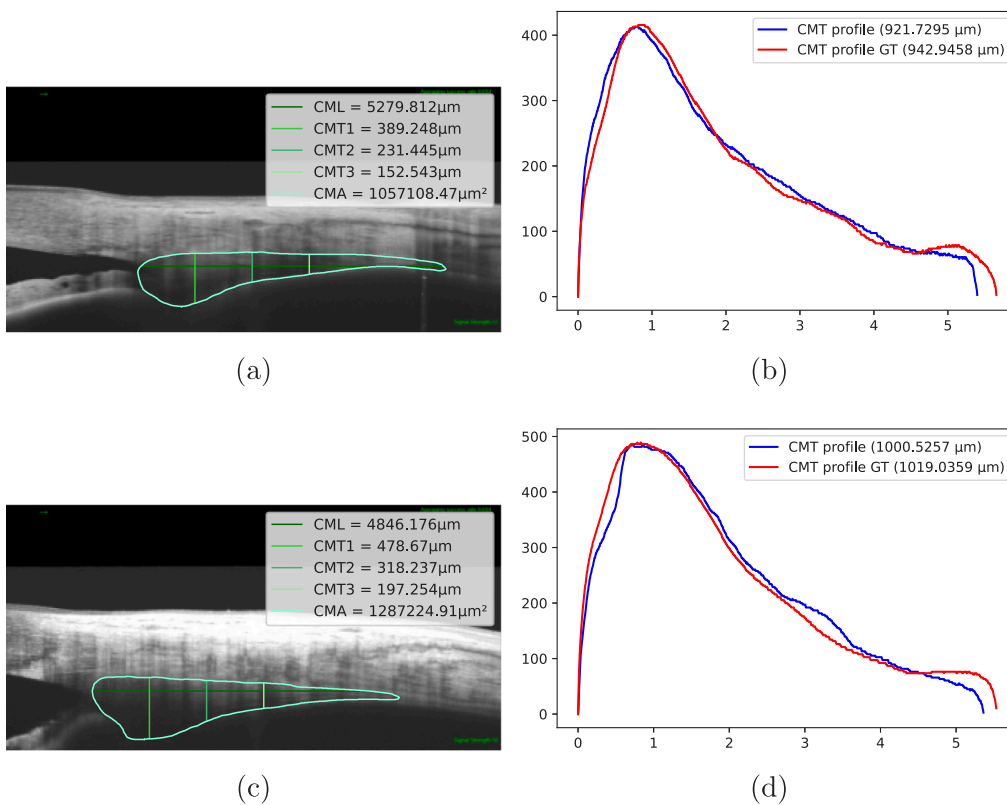 CML = 5279.812μm
CMT1 = 389.248μm
CMT2 = 231.445μm
CMT3 = 152.543μm
CMA = 1057108.47μm²
(a)
CMT profile (921.7295 μm)
CMT profile GT (942.9458 μm)
400
300
200
100
0
0 1 2 3 4 5
(b)
CML = 4846.176μm
CMT1 = 478.67μm
CMT2 = 318.237μm
CMT3 = 197.254μm
CMA = 1287224.91μm²
(c)
CMT profile (1000.5257 μm)
CMT profile GT (1019.0359 μm)
500
400
300
200
100
0
0 1 2 3 4 5
(d)